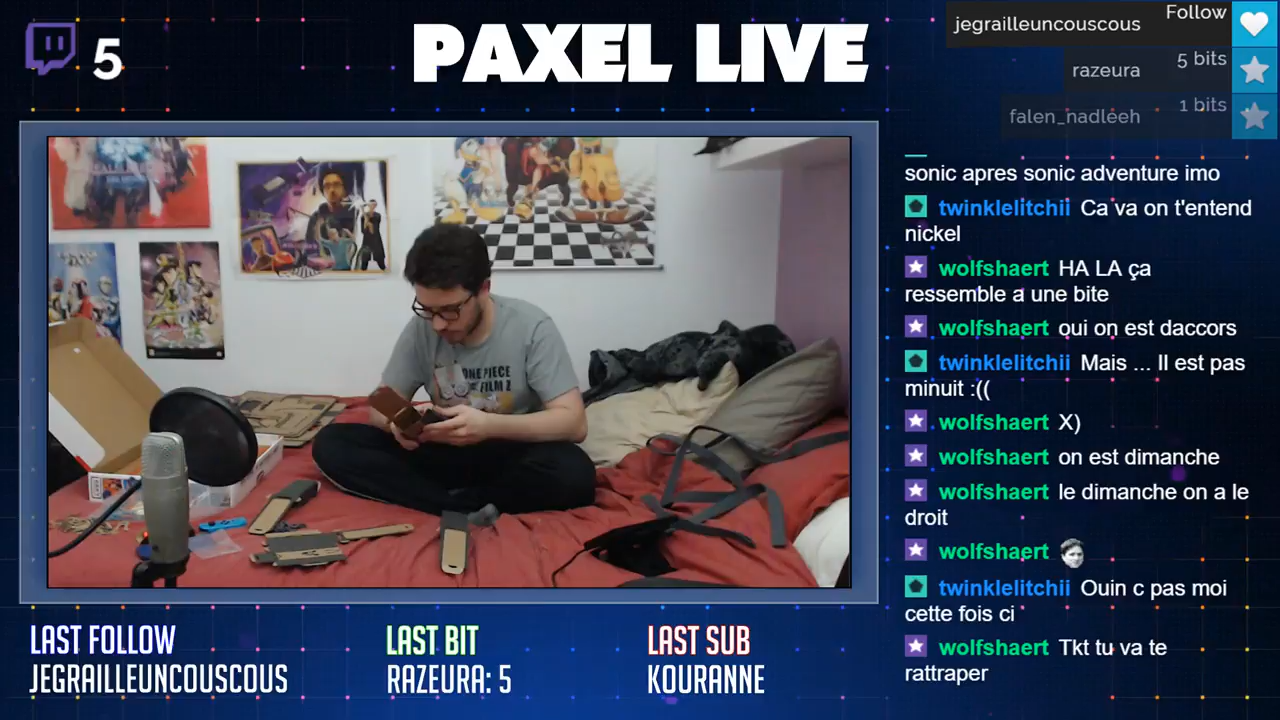 5
PAXEL LIVE
jegrailleuncouscous Follow
razeura 5 bits
falen_nadleeh 1 bits
sonic apres sonic adventure imo
twinklelitchii Ca va on t'entend
nickel
wolfshaert HA LA ça
ressemble a une bite
wolfshaert oui on est daccors
twinklelitchii Mais ... Il est pas
minuit :((
wolfshaert X)
wolfshaert on est dimanche
wolfshaert le dimanche on a le
droit
wolfshaert
twinklelitchii Ouin c pas moi
cette fois ci
wolfshaert Tkt tu va te
rattraper
ONE PIECE
FILM Z
LAST FOLLOW
JEGRAILLEUNCOUSCOUS
LAST BIT
RAZEURA: 5
LAST SUB
KOURANNE